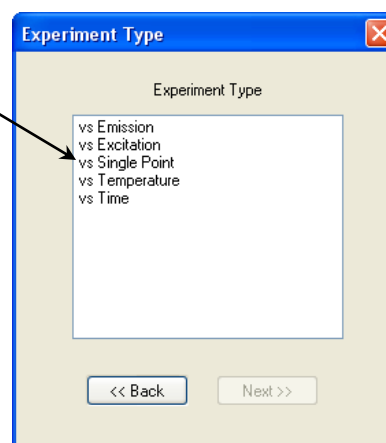 Experiment Type
Experiment Type
vs Emission
vs Excitation
vs Single Point
vs Temperature
vs Time
<< Back
Next >>